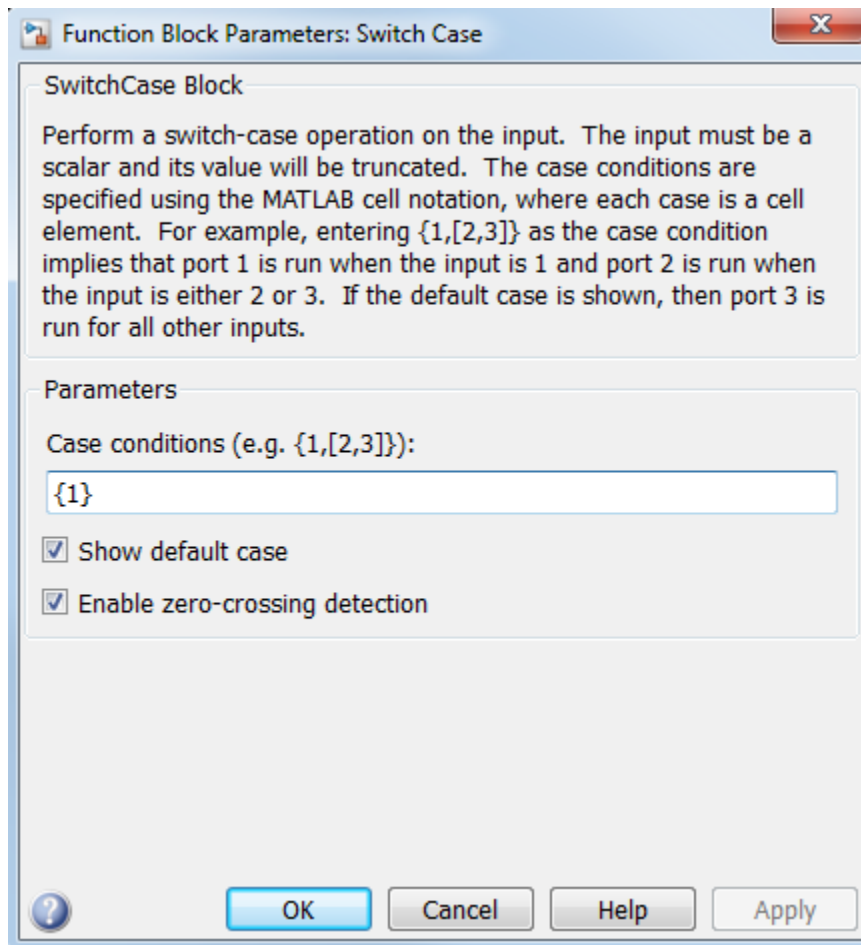 Function Block Parameters: Switch Case
X
SwitchCase Block
Perform a switch-case operation on the input.  The input must be a
scalar and its value will be truncated.  The case conditions are
specified using the MATLAB cell notation, where each case is a cell
element.  For example, entering {1,[2,3]} as the case condition
implies that port 1 is run when the input is 1 and port 2 is run when
the input is either 2 or 3.  If the default case is shown, then port 3 is
run for all other inputs.
Parameters
Case conditions (e.g. {1,[2,3]}):
{1}
Show default case
Enable zero-crossing detection
? OK Cancel Help Apply